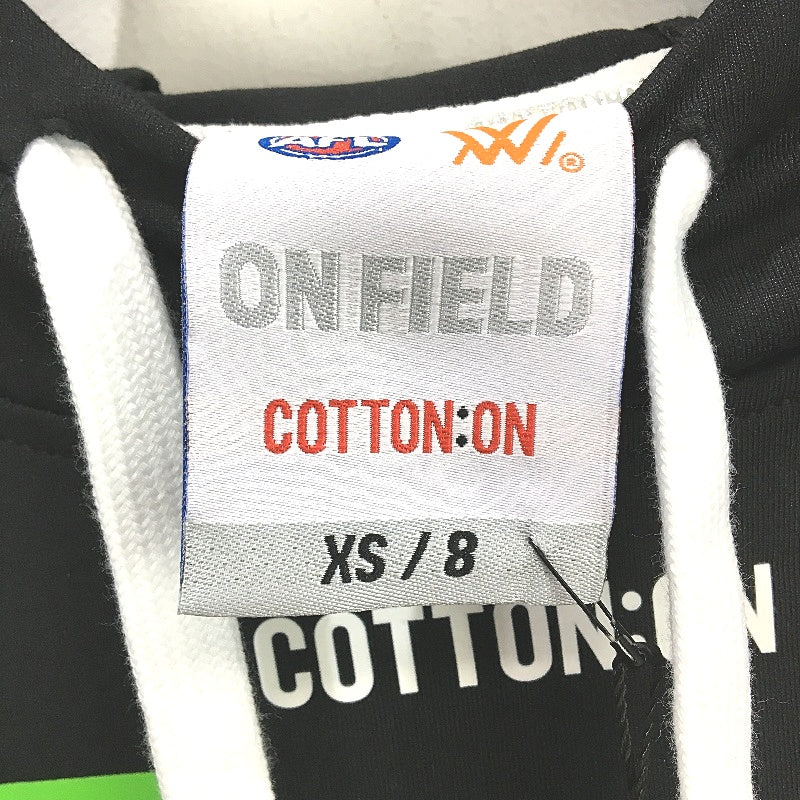 AFL
®
ON FIELD
COTTON:ON
XS / 8
COTTON:ON